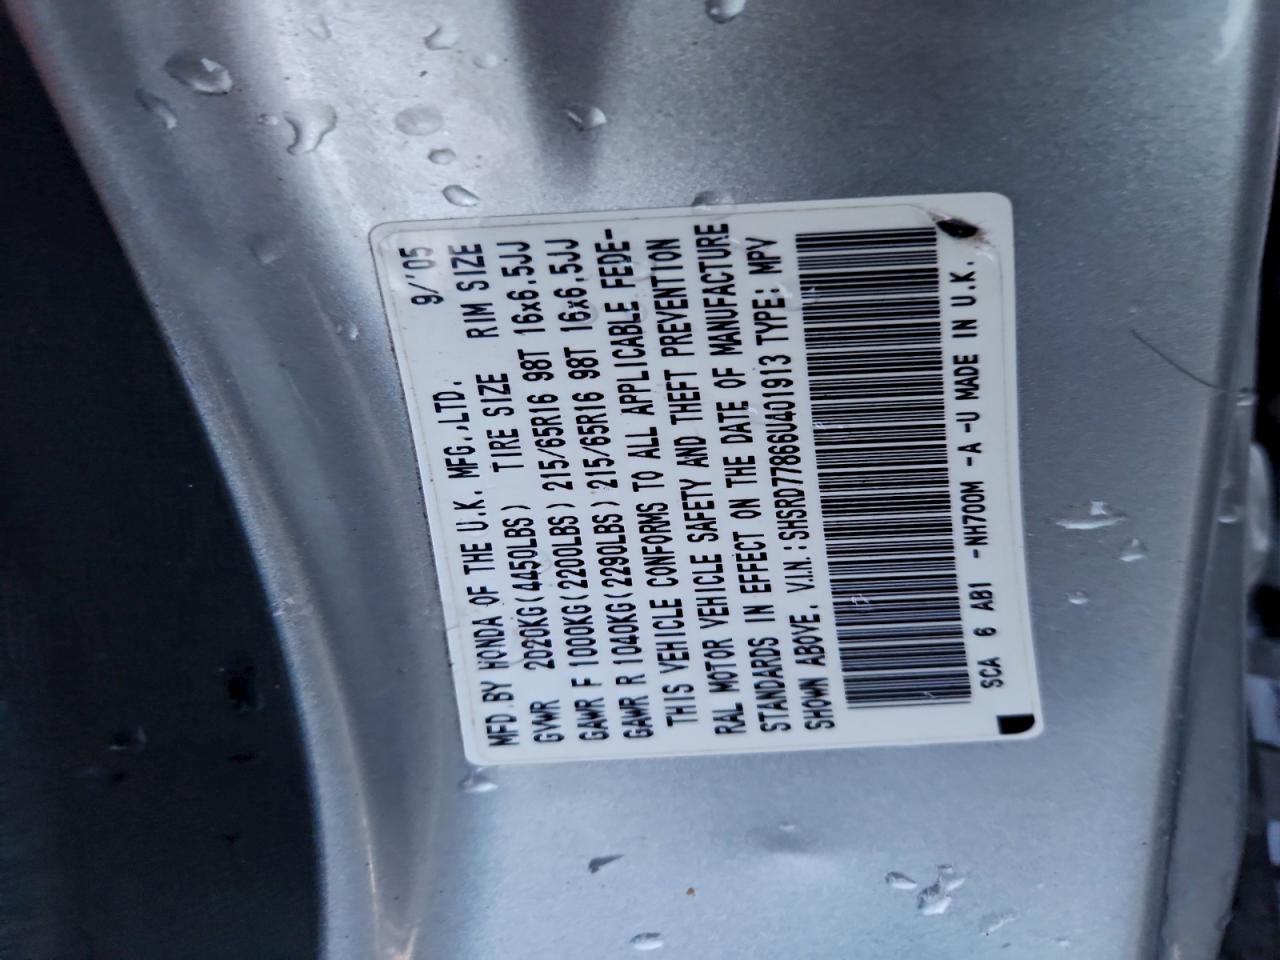 MFD.BY HONDA OF THE U.K. MFG.,LTD. 9/'05
TIRE SIZE RIM SIZE
GVWR 2020KG(4450LBS)
GAWR F 1000KG(2200LBS) 215/65R16 98T 16x6.5JJ
GAWR R 1040KG(2290LBS) 215/65R16 98T 16x6.5JJ
THIS VEHICLE CONFORMS TO ALL APPLICABLE FEDE-
RAL MOTOR VEHICLE SAFETY AND THEFT PREVENTION
STANDARDS IN EFFECT ON THE DATE OF MANUFACTURE
SHOWN ABOVE. V.I.N.:SHSRD77866U401913 TYPE: MPV
SCA 6 AB1 -NH700M -A -U MADE IN U.K.